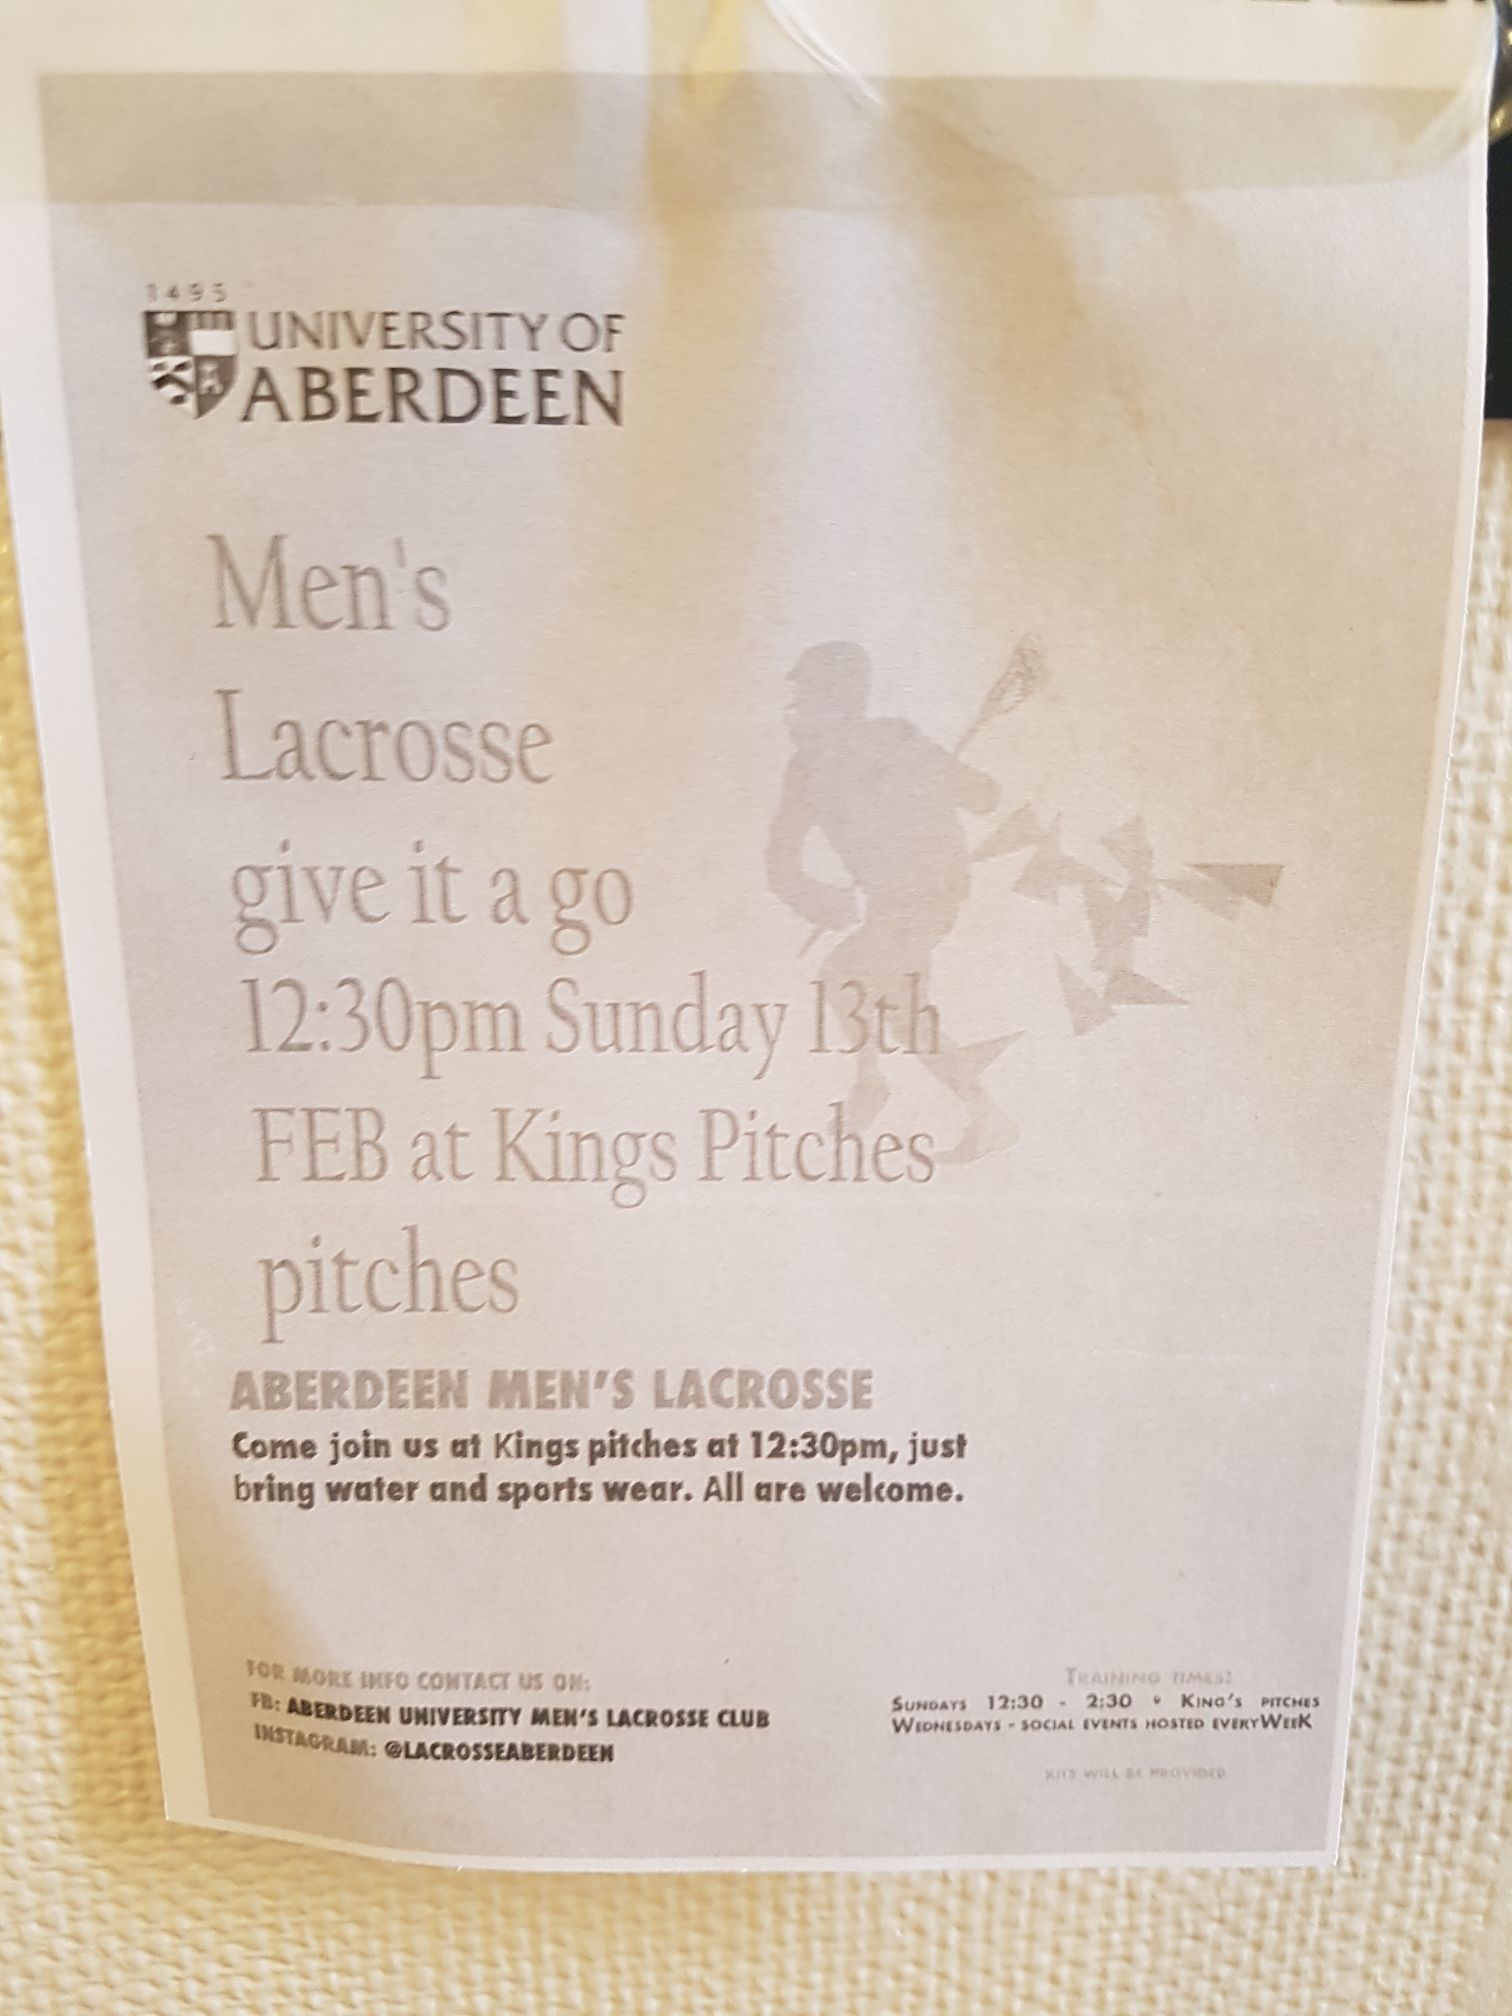 1495
UNIVERSITY OF
ABERDEEN
Men's
Lacrosse
give it a go
12:30pm Sunday 13th
FEB at Kings Pitches
pitches
ABERDEEN MEN'S LACROSSE
Come join us at Kings pitches at 12:30pm, just
bring water and sports wear. All are welcome.
FOR MORE INFO CONTACT US ON:
FB: ABERDEEN UNIVERSITY MEN'S LACROSSE CLUB
INSTAGRAM: @LACROSSEABERDEEN
TRAINING TIMES!
SUNDAYS 12:30 - 2:30 • KING'S PITCHES
WEDNESDAYS - SOCIAL EVENTS HOSTED EVERYWEEK
KITS WILL BE PROVIDED